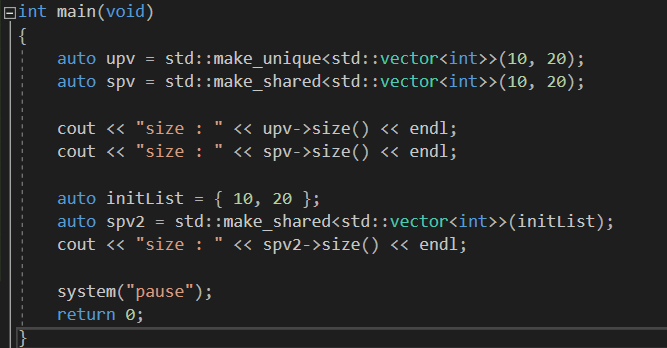 int main(void)
{
    auto upv = std::make_unique<std::vector<int>>(10, 20);
    auto spv = std::make_shared<std::vector<int>>(10, 20);

    cout << "size : " << upv->size() << endl;
    cout << "size : " << spv->size() << endl;

    auto initList = { 10, 20 };
    auto spv2 = std::make_shared<std::vector<int>>(initList);
    cout << "size : " << spv2->size() << endl;

    system("pause");
    return 0;
}